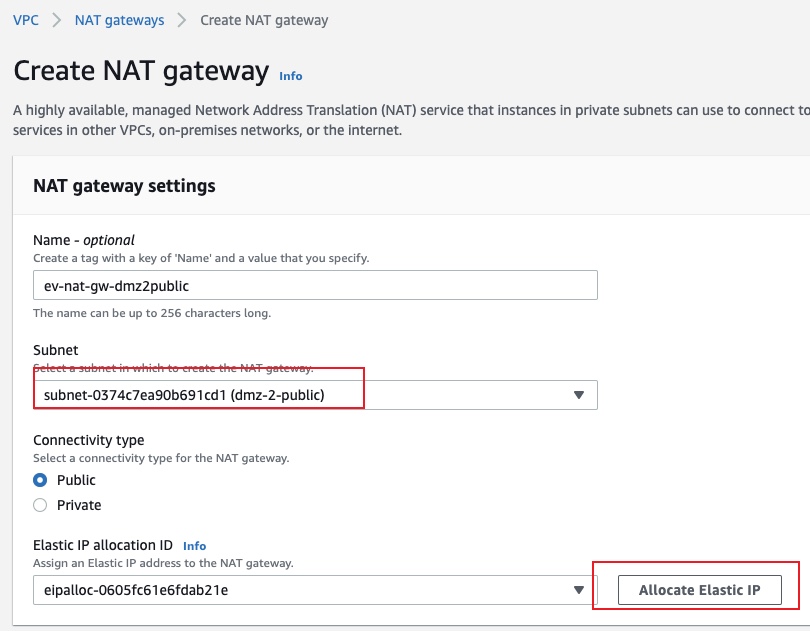 VPC > NAT gateways > Create NAT gateway
Create NAT gateway Info
A highly available, managed Network Address Translation (NAT) service that instances in private subnets can use to connect to
services in other VPCs, on-premises networks, or the internet.
NAT gateway settings
Name - optional
Create a tag with a key of 'Name' and a value that you specify.
ev-nat-gw-dmz2public
The name can be up to 256 characters long.
Subnet
Select a subnet in which to create the NAT gateway.
subnet-0374c7ea90b691cd1 (dmz-2-public)
Connectivity type
Select a connectivity type for the NAT gateway.
Public
Private
Elastic IP allocation ID Info
Assign an Elastic IP address to the NAT gateway.
eipalloc-0605fc61e6fdab21e
Allocate Elastic IP